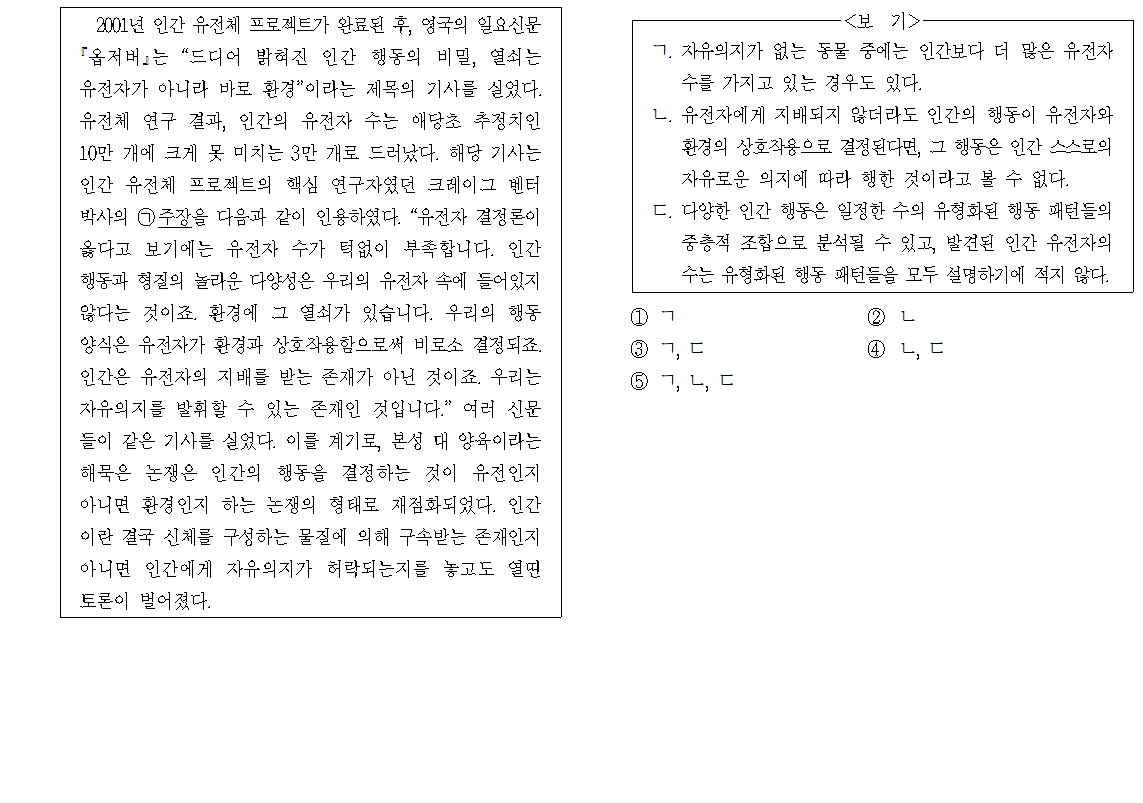 2001년 인간 유전체 프로젝트가 완료된 후, 영국의 일요신문
『옵저버』는 “드디어 밝혀진 인간 행동의 비밀, 열쇠는
유전자가 아니라 바로 환경”이라는 제목의 기사를 실었다.
유전체 연구 결과, 인간의 유전자 수는 애당초 추정치인
10만 개에 크게 못 미치는 3만 개로 드러났다. 해당 기사는
인간 유전체 프로젝트의 핵심 연구자였던 크레이그 벤터
박사의 ㉠주장을 다음과 같이 인용하였다. “유전자 결정론이
옳다고 보기에는 유전자 수가 턱없이 부족합니다. 인간
행동과 형질의 놀라운 다양성은 우리의 유전자 속에 들어있지
않다는 것이죠. 환경에 그 열쇠가 있습니다. 우리의 행동
양식은 유전자가 환경과 상호작용함으로써 비로소 결정되죠.
인간은 유전자의 지배를 받는 존재가 아닌 것이죠. 우리는
자유의지를 발휘할 수 있는 존재인 것입니다.” 여러 신문
들이 같은 기사를 실었다. 이를 계기로, 본성 대 양육이라는
해묵은 논쟁은 인간의 행동을 결정하는 것이 유전인지
아니면 환경인지 하는 논쟁의 형태로 재점화되었다. 인간
이란 결국 신체를 구성하는 물질에 의해 구속받는 존재인지
아니면 인간에게 자유의지가 허락되는지를 놓고도 열띤
토론이 벌어졌다.
<보 기>
ㄱ. 자유의지가 없는 동물 중에는 인간보다 더 많은 유전자
수를 가지고 있는 경우도 있다.
ㄴ. 유전자에게 지배되지 않더라도 인간의 행동이 유전자와
환경의 상호작용으로 결정된다면, 그 행동은 인간 스스로의
자유로운 의지에 따라 행한 것이라고 볼 수 없다.
ㄷ. 다양한 인간 행동은 일정한 수의 유형화된 행동 패턴들의
중층적 조합으로 분석될 수 있고, 발견된 인간 유전자의
수는 유형화된 행동 패턴들을 모두 설명하기에 적지 않다.
① ㄱ ② ㄴ
③ ㄱ, ㄷ ④ ㄴ, ㄷ
⑤ ㄱ, ㄴ, ㄷ